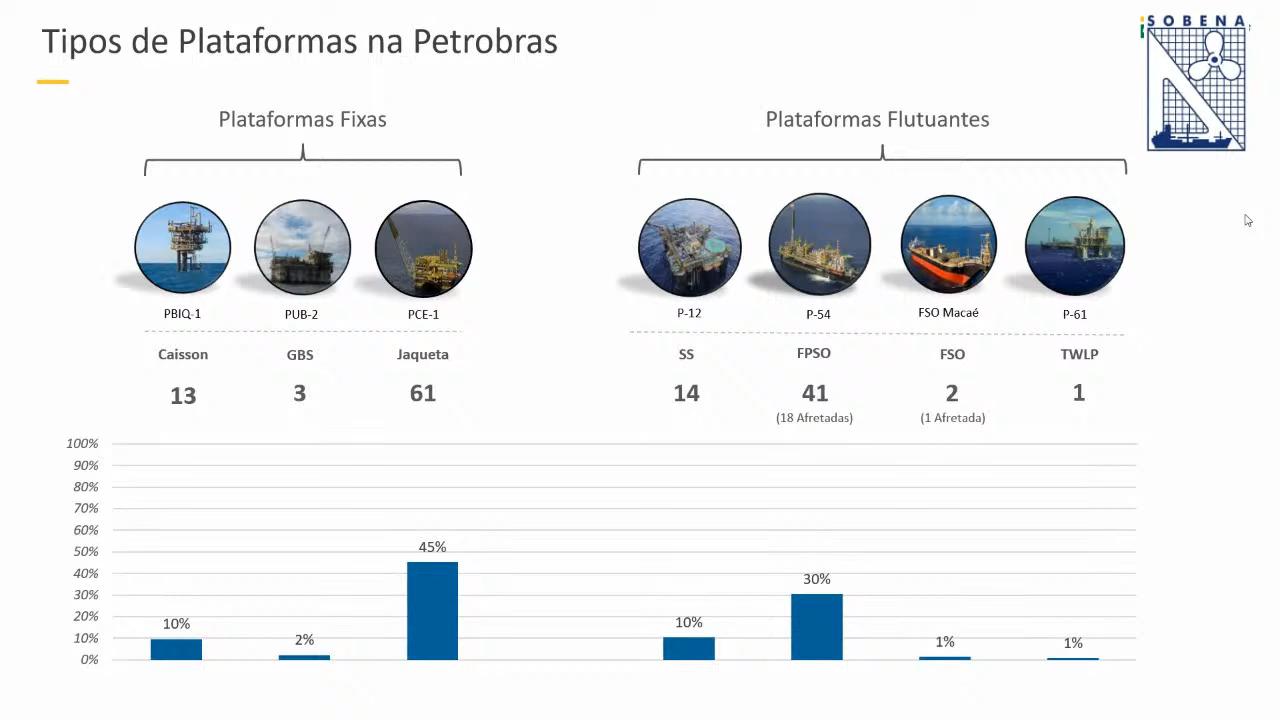 Tipos de Plataformas na Petrobras
SOBENA
Plataformas Fixas
Plataformas Flutuantes
PBIQ-1
PUB-2
PCE-1
P-12
P-54
FSO Macaé
P-61
Caisson
GBS
Jaqueta
SS
FPSO
FSO
TWLP
13
3
61
14
41
2
1
(18 Afretadas)
(1 Afretada)
100%
90%
80%
70%
60%
50%
40%
30%
20%
10%
0%
10%
2%
45%
10%
30%
1%
1%